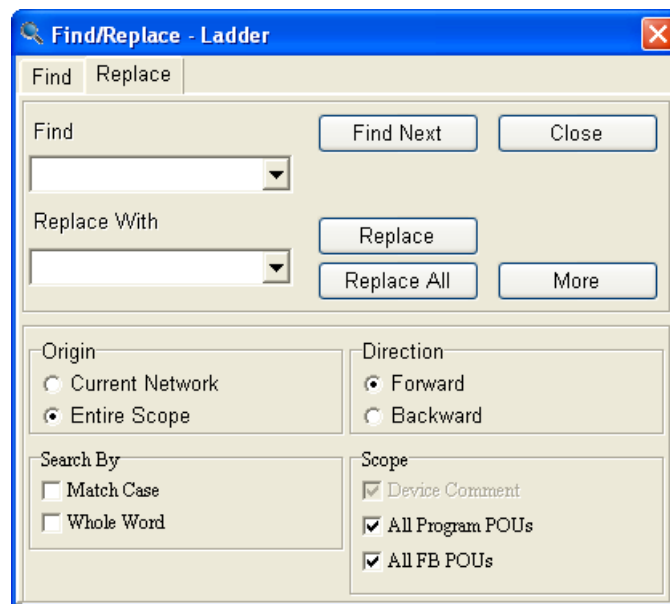 Find/Replace - Ladder
Find Replace
Find Find Next Close
Replace With
Replace
Replace All More
Origin Direction
Current Network Forward
Entire Scope Backward
Search By Scope
Match Case Device Comment
Whole Word All Program POUs
All FB POUs